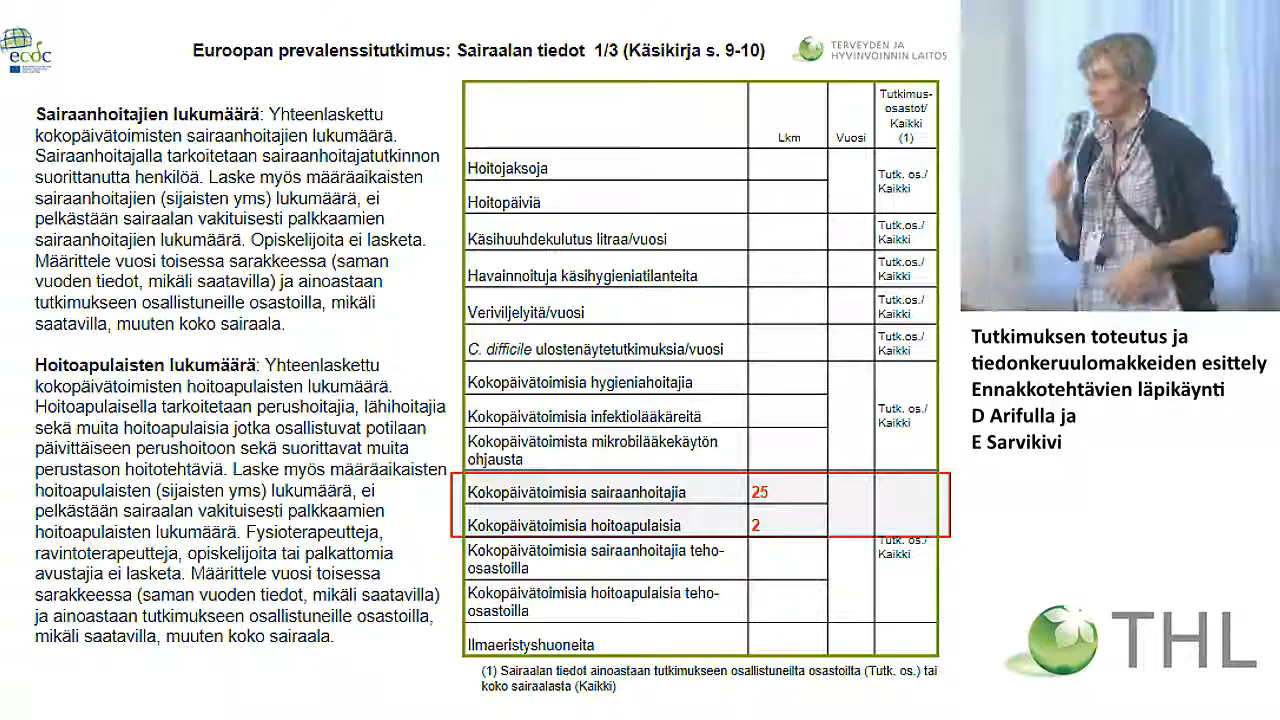 ecdc
Euroopan prevalenssitutkimus: Sairaalan tiedot 1/3 (Käsikirja s. 9-10)
TERVEYDEN JA
HYVINVOINNIN LAITOS
Sairaanhoitajien lukumäärä: Yhteenlaskettu
kokopäivätoimisten sairaanhoitajien lukumäärä.
Sairaanhoitajalla tarkoitetaan sairaanhoitajatutkinnon
suorittanutta henkilöä. Laske myös määräaikaisten
sairaanhoitajien (sijaisten yms) lukumäärä, ei
pelkästään sairaalan vakituisesti palkkaamien
sairaanhoitajien lukumäärä. Opiskelijoita ei lasketa.
Määrittele vuosi toisessa sarakkeessa (saman
vuoden tiedot, mikäli saatavilla) ja ainoastaan
tutkimukseen osallistuneille osastoilla, mikäli
saatavilla, muuten koko sairaala.
Hoitoapulaisten lukumäärä: Yhteenlaskettu
kokopäivätoimisten hoitoapulaisten lukumäärä.
Hoitoapulaisella tarkoitetaan perushoitajia, lähihoitajia
sekä muita hoitoapulaisia jotka osallistuvat potilaan
päivittäiseen perushoitoon sekä suorittavat muita
perustason hoitotehtäviä. Laske myös määräaikaisten
hoitoapulaisten (sijaisten yms) lukumäärä, ei
pelkästään sairaalan vakituisesti palkkaamien
hoitoapulaisten lukumäärä. Fysioterapeutteja,
ravintoterapeutteja, opiskelijoita tai palkattomia
avustajia ei lasketa. Määrittele vuosi toisessa
sarakkeessa (saman vuoden tiedot, mikäli saatavilla)
ja ainoastaan tutkimukseen osallistuneille osastoilla,
mikäli saatavilla, muuten koko sairaala.
Lkm Vuosi Tutkimus-
osastot/
Kaikki
(1)
Hoitojaksoja Tutk. os./
Kaikki
Hoitopäiviä
Käsihuuhdekulutus litraa/vuosi Tutk.os./
Kaikki
Havainnoituja käsihygieniatilanteita Tutk.os./
Kaikki
Veriviljelyitä/vuosi Tutk.os./
Kaikki
C. difficile ulostenäytetutkimuksia/vuosi Tutk.os./
Kaikki
Kokopäivätoimisia hygieniahoitajia
Kokopäivätoimisia infektiolääkäreitä Tutk. os./
Kaikki
Kokopäivätoimista mikrobilääkekäytön
ohjausta
Kokopäivätoimisia sairaanhoitajia 25
Kokopäivätoimisia hoitoapulaisia 2
Tutk. os./
Kaikki
Kokopäivätoimisia sairaanhoitajia teho-
osastoilla
Kokopäivätoimisia hoitoapulaisia teho-
osastoilla
Ilmaeristyshuoneita
(1) Sairaalan tiedot ainoastaan tutkimukseen osallistuneilta osastoilta (Tutk. os.) tai
koko sairaalasta (Kaikki)
Tutkimuksen toteutus ja
tiedonkeruulomakkeiden esittely
Ennakkotehtävien läpikäynti
D Arifulla ja
E Sarvikivi
THL